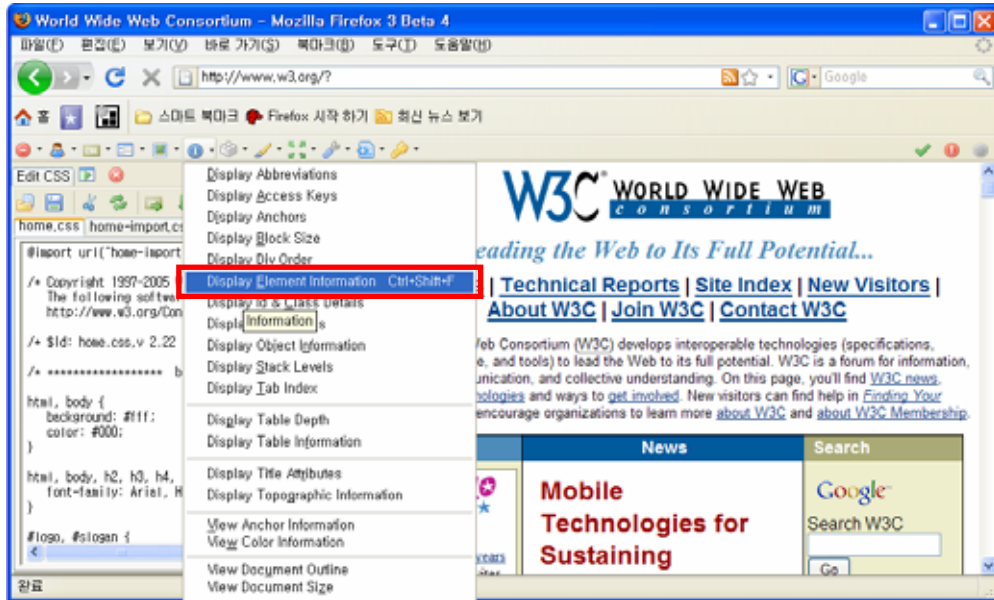 World Wide Web Consortium - Mozilla Firefox 3 Beta 4
파일(F) 편집(E) 보기(V) 바로 가기(S) 북마크(B) 도구(T) 도움말(H)
http://www.w3.org/?
Google
홈 스마트 북마크 Firefox 시작 하기 최신 뉴스 보기
Edit CSS
home.css home-import.cs
@import url("home-import
/* Copyright 1997-2005
The following softwar
http://www.w3.org/Con
/* $Id: home.css,v 2.22
/* ****************** b
html, body {
background: #fff;
color: #000;
}
html, body, h2, h3, h4,
font-family: Arial, H
}
#logo, #slogan {
Display Abbreviations
Display Access Keys
Display Anchors
Display Block Size
Display Div Order
Display Element Information Ctrl+Shift+F
Display Id & Class Details
Information
Display Object Information
Display Stack Levels
Display Tab Index
Display Table Depth
Display Table Information
Display Title Attributes
Display Topographic Information
View Anchor Information
View Color Information
View Document Outline
View Document Size
W3C WORLD WIDE WEB
consortium
eading the Web to Its Full Potential...
| Technical Reports | Site Index | New Visitors |
About W3C | Join W3C | Contact W3C
Web Consortium (W3C) develops interoperable technologies (specifications,
e, and tools) to lead the Web to its full potential. W3C is a forum for information,
unication, and collective understanding. On this page, you'll find W3C news,
nologies and ways to get involved. New visitors can find help in Finding Your
encourage organizations to learn more about W3C and about W3C Membership.
News
Search
Mobile
Technologies for
Sustaining
Google
Search W3C
Go
years
완료